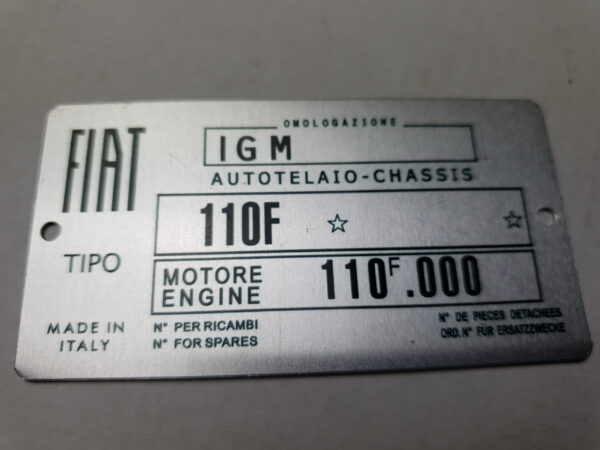 FIAT
OMOLOGAZIONE
IGM
AUTOTELAIO-CHASSIS
TIPO
110F ☆ ☆
MOTORE
ENGINE
110F.000
MADE IN
ITALY
N° PER RICAMBI
N° FOR SPARES
N° DE PIECES DETACHEES
ORD. N° FÜR ERSATZZWECKE